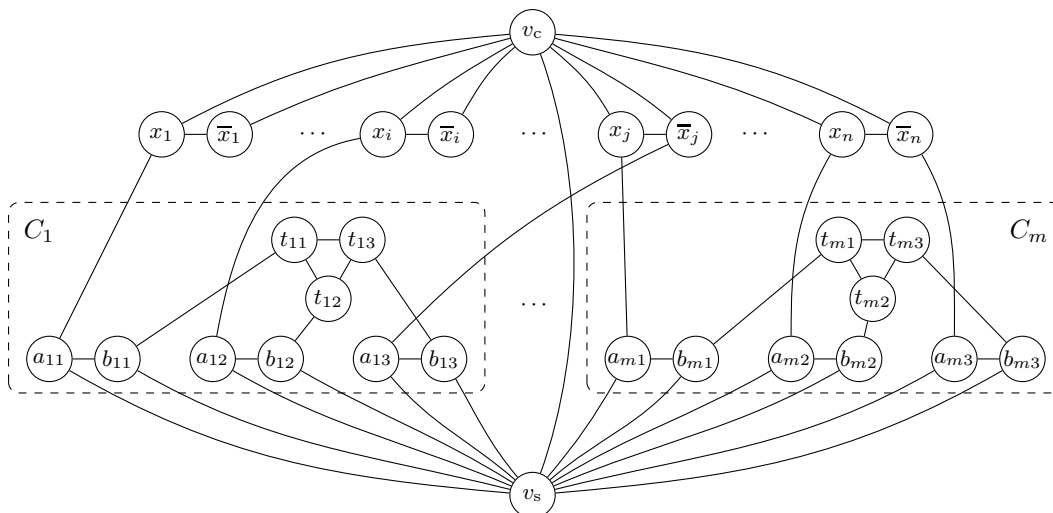 v_c
x_1 x̅_1 ... x_i x̅_i ... x_j x̅_j ... x_n x̅_n
C_1 t_11 t_13 t_m1 t_m3 C_m
t_12 ... t_m2
a_11 b_11 a_12 b_12 a_13 b_13 a_m1 b_m1 a_m2 b_m2 a_m3 b_m3
v_s